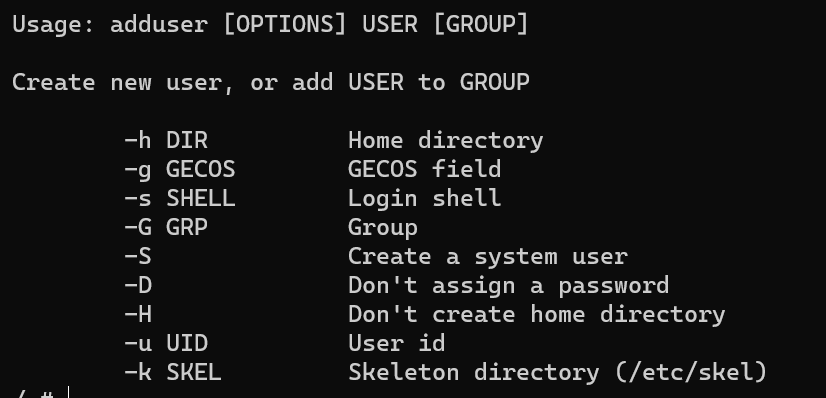 Usage: adduser [OPTIONS] USER [GROUP]
Create new user, or add USER to GROUP
-h DIR Home directory
-g GECOS GECOS field
-s SHELL Login shell
-G GRP Group
-S Create a system user
-D Don't assign a password
-H Don't create home directory
-u UID User id
-k SKEL Skeleton directory (/etc/skel)
/ #